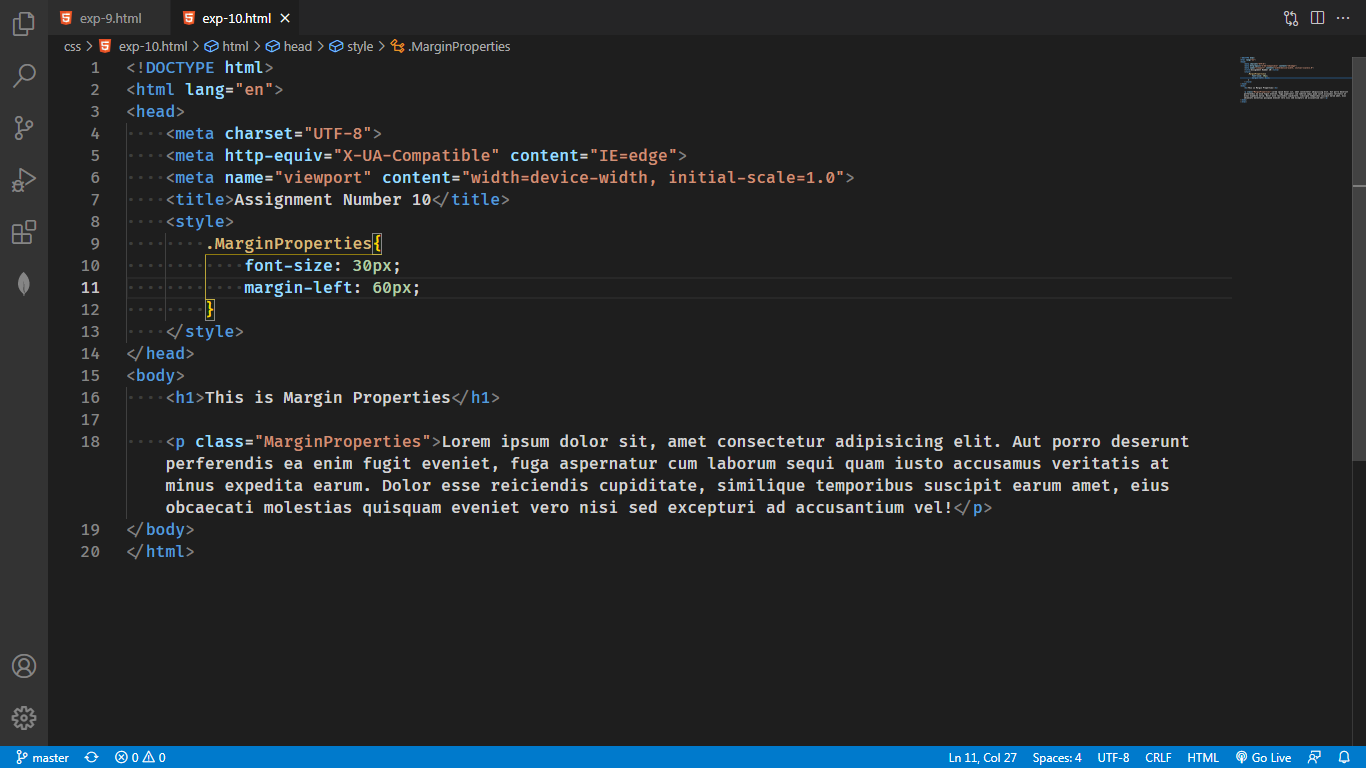 exp-9.html exp-10.html
css exp-10.html html head style .MarginProperties
1 <!DOCTYPE html>
2 <html lang="en">
3 <head>
4 <meta charset="UTF-8">
5 <meta http-equiv="X-UA-Compatible" content="IE=edge">
6 <meta name="viewport" content="width=device-width, initial-scale=1.0">
7 <title>Assignment Number 10</title>
8 <style>
9 .MarginProperties{
10 font-size: 30px;
11 margin-left: 60px;
12 }
13 </style>
14 </head>
15 <body>
16 <h1>This is Margin Properties</h1>
17
18 <p class="MarginProperties">Lorem ipsum dolor sit, amet consectetur adipisicing elit. Aut porro deserunt
perferendis ea enim fugit eveniet, fuga aspernatur cum laborum sequi quam iusto accusamus veritatis at
minus expedita earum. Dolor esse reiciendis cupiditate, similique temporibus suscipit earum amet, eius
obcaecati molestias quisquam eveniet vero nisi sed excepturi ad accusantium vel!</p>
19 </body>
20 </html>
master 0 0 Ln 11, Col 27 Spaces: 4 UTF-8 CRLF HTML Go Live